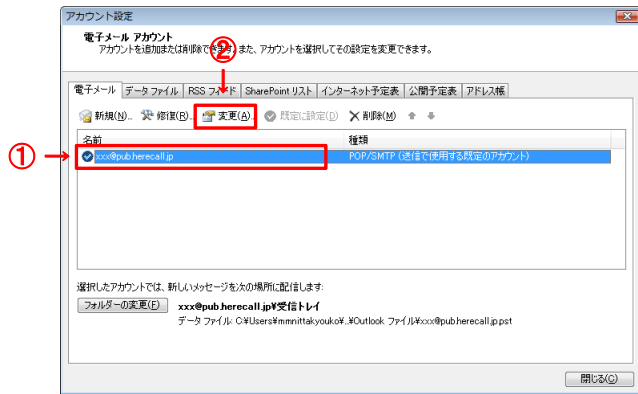 アカウント設定
電子メール アカウント
アカウントを追加または削除できます。また、アカウントを選択してその設定を変更できます。
②
電子メール データ ファイル RSS フィード SharePoint リスト インターネット予定表 公開予定表 アドレス帳
新規(N)... 修復(R)... 変更(A)... 既定に設定(D) 削除(M)
名前 種類
①
xxx@pub.herecall.jp POP/SMTP (送信で使用する既定のアカウント)
選択したアカウントでは、新しいメッセージを次の場所に配信します:
フォルダーの変更(F) xxx@pub.herecall.jp¥受信トレイ
データ ファイル: C:¥Users¥mmnittakyouko¥..¥Outlook ファイル¥xxx@pub.herecall.jp.pst
閉じる(C)